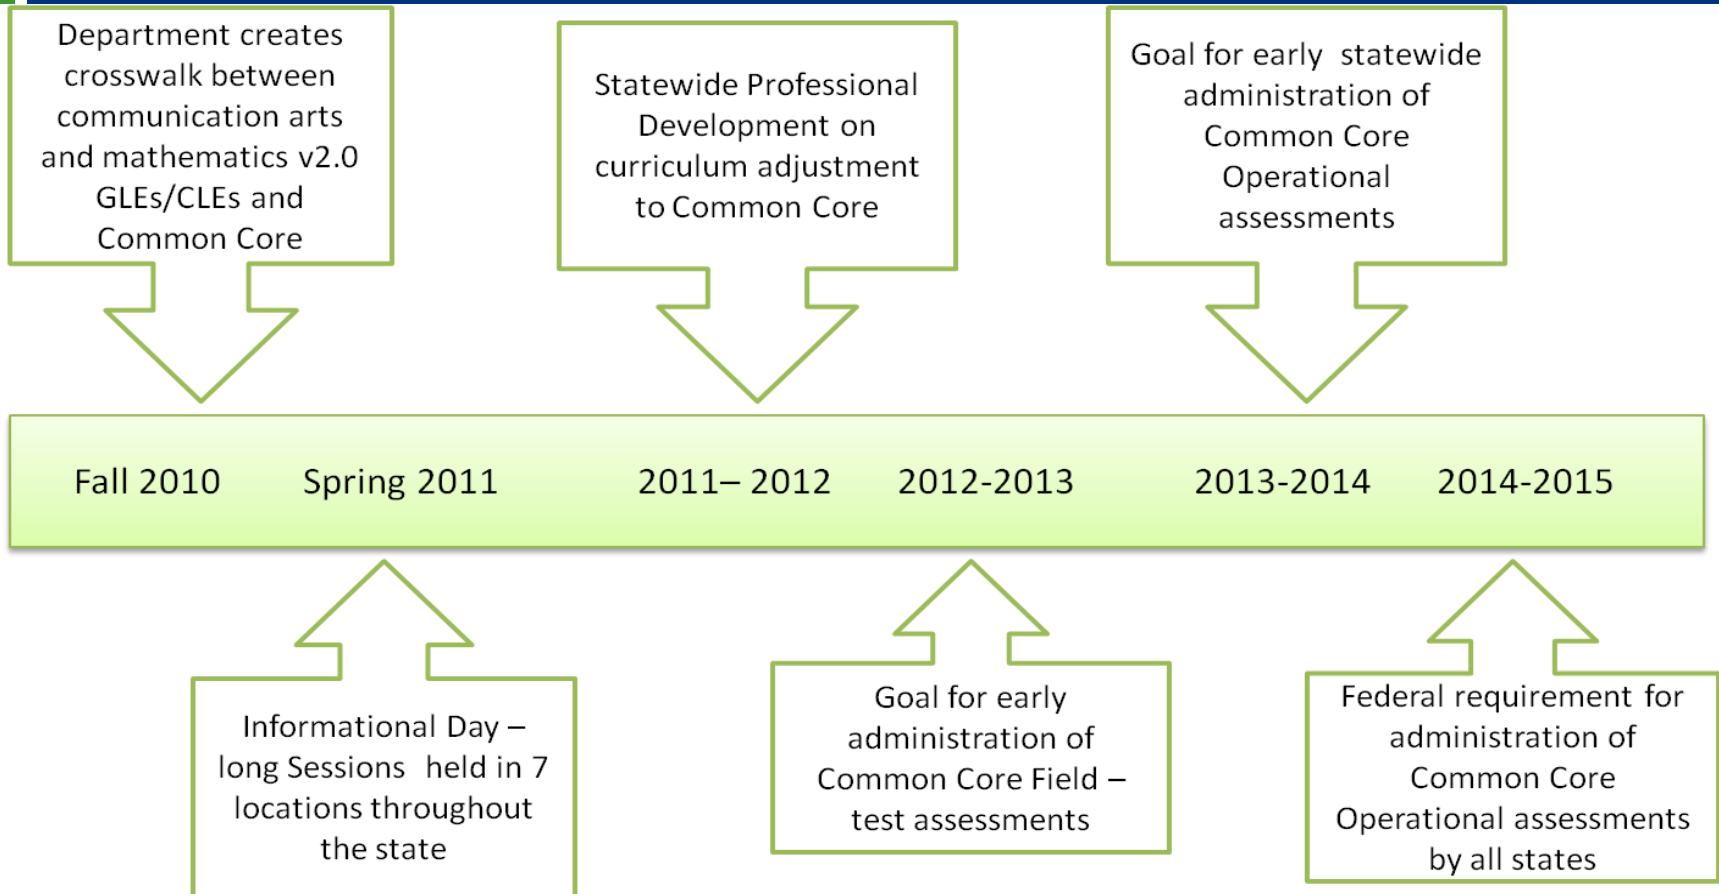 Department creates
crosswalk between
communication arts
and mathematics v2.0
GLEs/CLEs and
Common Core
Statewide Professional
Development on
curriculum adjustment
to Common Core
Goal for early statewide
administration of
Common Core
Operational
assessments
Fall 2010 Spring 2011 2011– 2012 2012-2013 2013-2014 2014-2015
Informational Day –
long Sessions held in 7
locations throughout
the state
Goal for early
administration of
Common Core Field –
test assessments
Federal requirement for
administration of
Common Core
Operational assessments
by all states